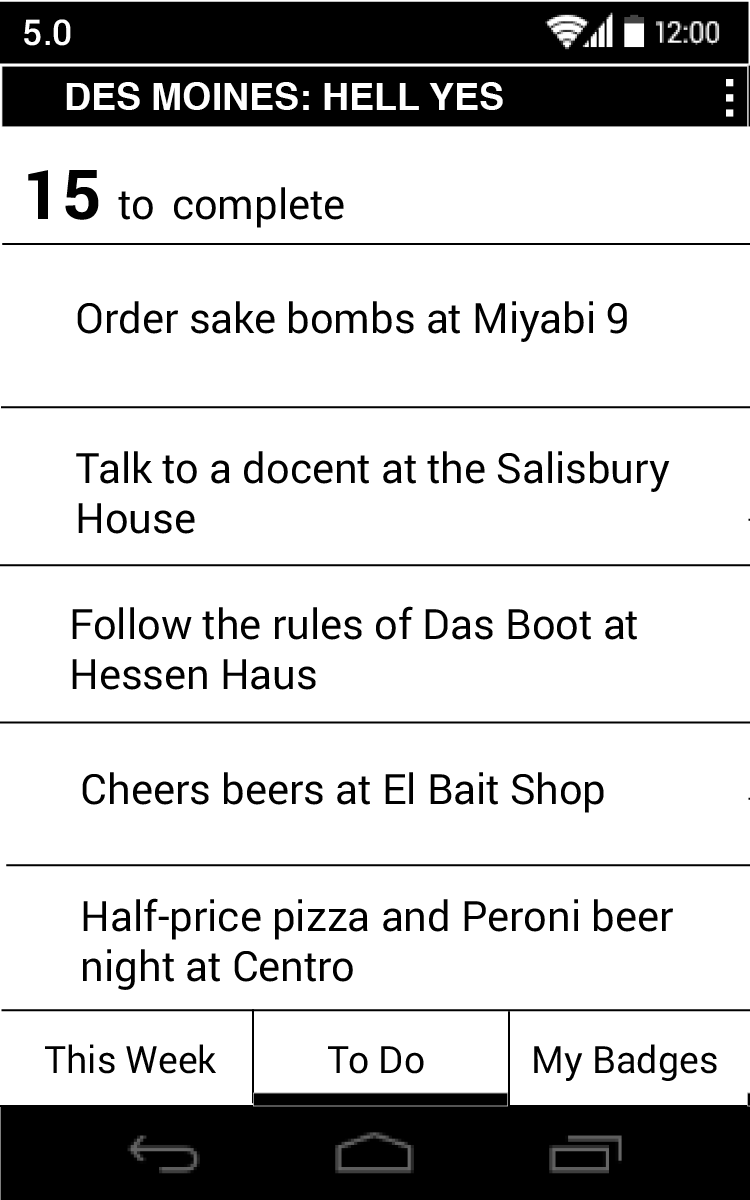 5.0 12:00
DES MOINES: HELL YES
15 to complete
Order sake bombs at Miyabi 9
Talk to a docent at the Salisbury
House
Follow the rules of Das Boot at
Hessen Haus
Cheers beers at El Bait Shop
Half-price pizza and Peroni beer
night at Centro
This Week To Do My Badges